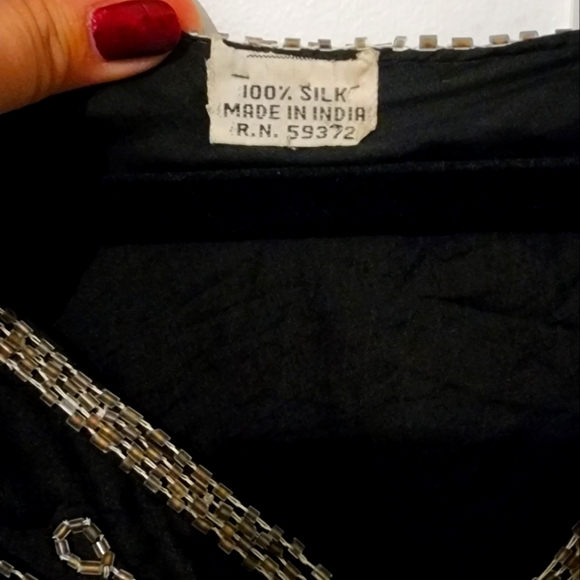 100% SILK
MADE IN INDIA
R.N. 59372